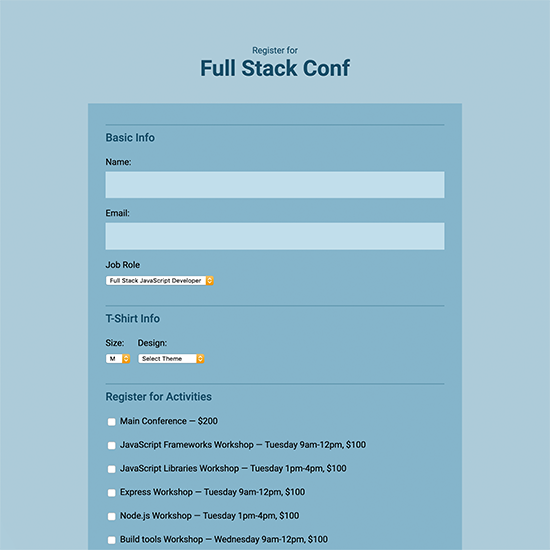 Register for
Full Stack Conf
Basic Info
Name:
Email:
Job Role
Full Stack JavaScript Developer
T-Shirt Info
Size: Design:
M Select Theme
Register for Activities
Main Conference — $200
JavaScript Frameworks Workshop — Tuesday 9am-12pm, $100
JavaScript Libraries Workshop — Tuesday 1pm-4pm, $100
Express Workshop — Tuesday 9am-12pm, $100
Node.js Workshop — Tuesday 1pm-4pm, $100
Build tools Workshop — Wednesday 9am-12pm, $100